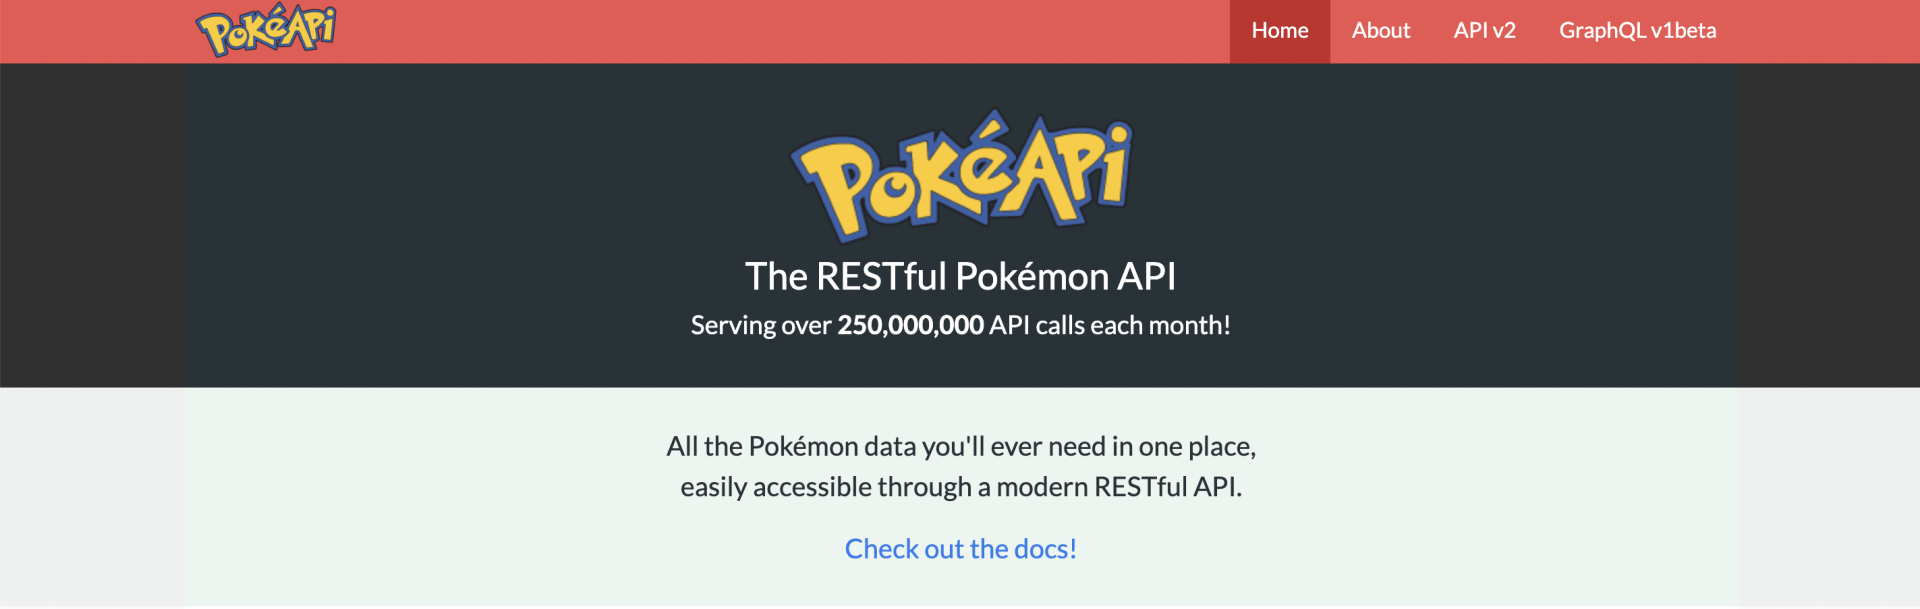 PokéAPi
Home About API v2 GraphQL v1beta
PokéAPi
The RESTful Pokémon API
Serving over 250,000,000 API calls each month!
All the Pokémon data you'll ever need in one place,
easily accessible through a modern RESTful API.
Check out the docs!